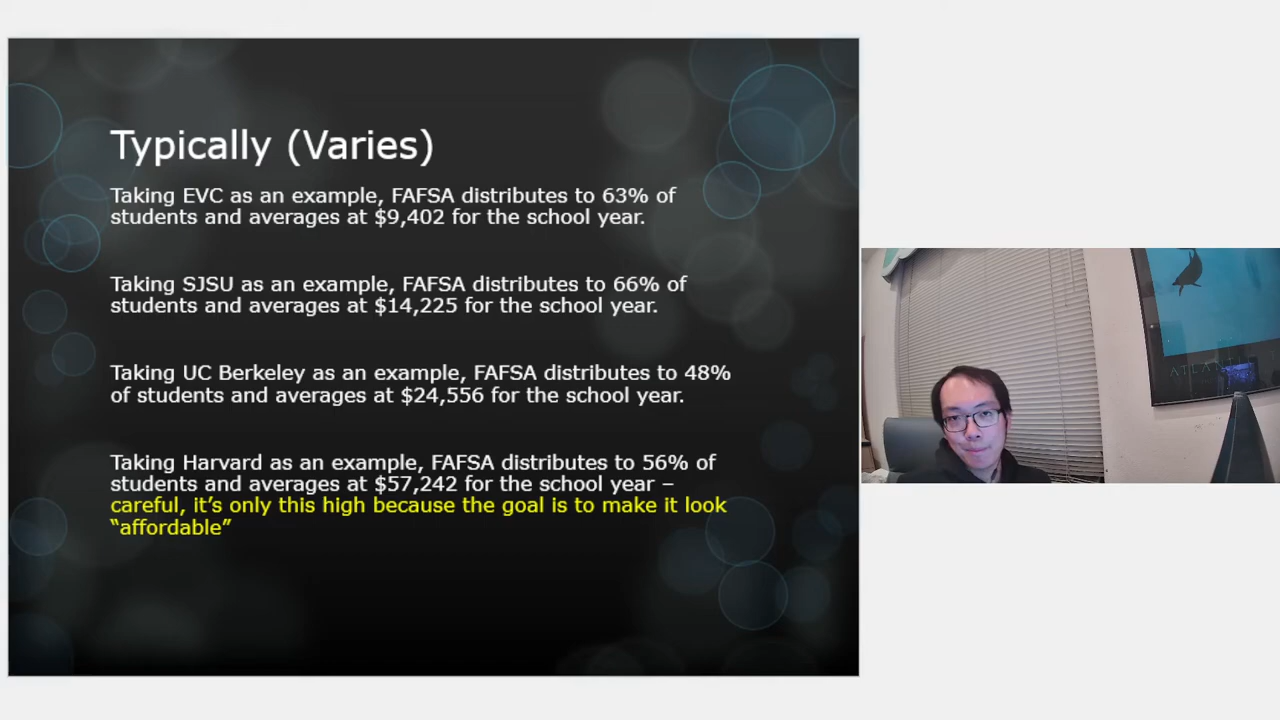 Typically (Varies)
Taking EVC as an example, FAFSA distributes to 63% of
students and averages at $9,402 for the school year.
Taking SJSU as an example, FAFSA distributes to 66% of
students and averages at $14,225 for the school year.
Taking UC Berkeley as an example, FAFSA distributes to 48%
of students and averages at $24,556 for the school year.
Taking Harvard as an example, FAFSA distributes to 56% of
students and averages at $57,242 for the school year –
careful, it’s only this high because the goal is to make it look
“affordable”